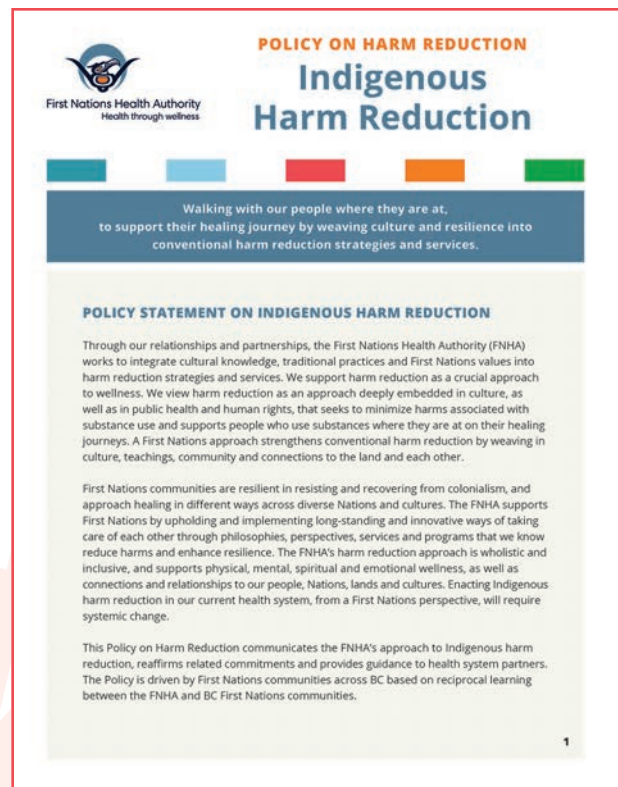 POLICY ON HARM REDUCTION
Indigenous
Harm Reduction
First Nations Health Authority
Health through wellness
Walking with our people where they are at,
to support their healing journey by weaving culture and resilience into
conventional harm reduction strategies and services.
POLICY STATEMENT ON INDIGENOUS HARM REDUCTION
Through our relationships and partnerships, the First Nations Health Authority (FNHA)
works to integrate cultural knowledge, traditional practices and First Nations values into
harm reduction strategies and services. We support harm reduction as a crucial approach
to wellness. We view harm reduction as an approach deeply embedded in culture, as
well as in public health and human rights, that seeks to minimize harms associated with
substance use and supports people who use substances where they are at on their healing
journeys. A First Nations approach strengthens conventional harm reduction by weaving in
culture, teachings, community and connections to the land and each other.
First Nations communities are resilient in resisting and recovering from colonialism, and
approach healing in different ways across diverse Nations and cultures. The FNHA supports
First Nations by upholding and implementing long-standing and innovative ways of taking
care of each other through philosophies, perspectives, services and programs that we know
reduce harms and enhance resilience. The FNHA's harm reduction approach is wholistic and
inclusive, and supports physical, mental, spiritual and emotional wellness, as well as
connections and relationships to our people, Nations, lands and cultures. Enacting Indigenous
harm reduction in our current health system, from a First Nations perspective, will require
systemic change.
This Policy on Harm Reduction communicates the FNHA's approach to Indigenous harm
reduction, reaffirms related commitments and provides guidance to health system partners.
The Policy is driven by First Nations communities across BC based on reciprocal learning
between the FNHA and BC First Nations communities.
1